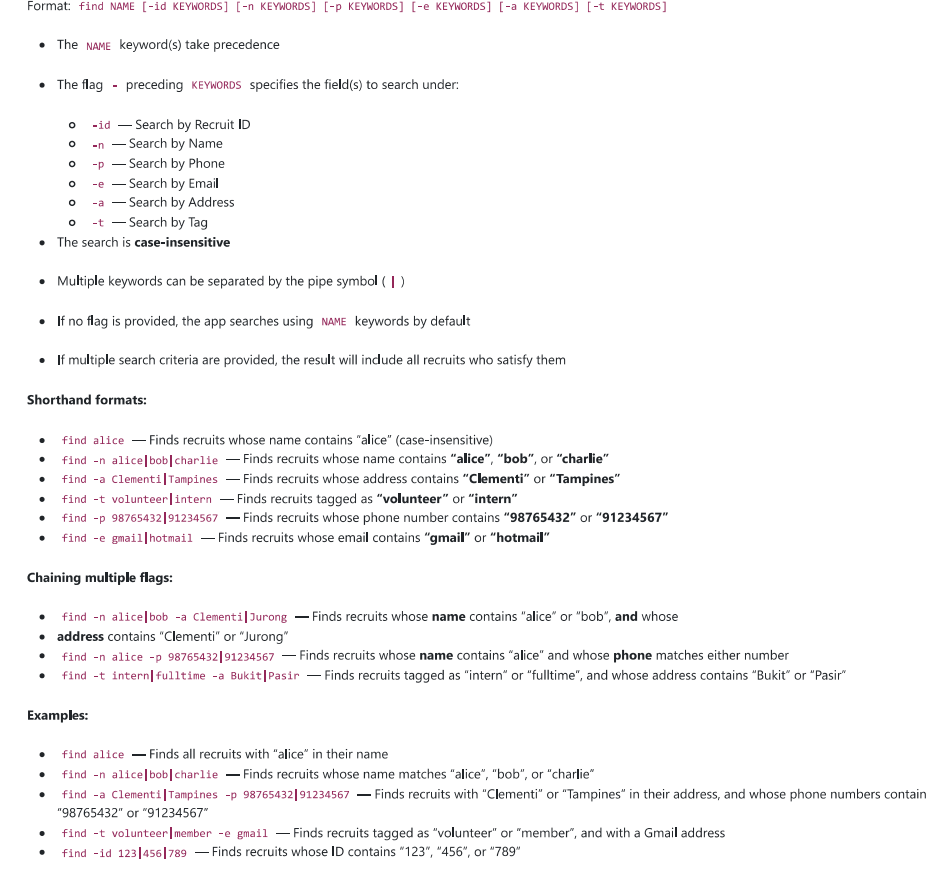 Format: find NAME [-id KEYWORDS] [-n KEYWORDS] [-p KEYWORDS] [-e KEYWORDS] [-a KEYWORDS] [-t KEYWORDS]
• The NAME keyword(s) take precedence
• The flag - preceding KEYWORDS specifies the field(s) to search under:
-id — Search by Recruit ID
-n — Search by Name
-p — Search by Phone
-e — Search by Email
-a — Search by Address
-t — Search by Tag
• The search is case-insensitive
• Multiple keywords can be separated by the pipe symbol ( | )
• If no flag is provided, the app searches using NAME keywords by default
• If multiple search criteria are provided, the result will include all recruits who satisfy them
Shorthand formats:
• find alice — Finds recruits whose name contains “alice” (case-insensitive)
• find -n alice|bob|charlie — Finds recruits whose name contains “alice”, “bob”, or “charlie”
• find -a Clementi|Tampines — Finds recruits whose address contains “Clementi” or “Tampines”
• find -t volunteer|intern — Finds recruits tagged as “volunteer” or “intern”
• find -p 98765432|91234567 — Finds recruits whose phone number contains “98765432” or “91234567”
• find -e gmail|hotmail — Finds recruits whose email contains “gmail” or “hotmail”
Chaining multiple flags:
• find -n alice|bob -a Clementi|Jurong — Finds recruits whose name contains “alice” or “bob”, and whose
• address contains “Clementi” or “Jurong”
• find -n alice -p 98765432|91234567 — Finds recruits whose name contains “alice” and whose phone matches either number
• find -t intern|fulltime -a Bukit|Pasir — Finds recruits tagged as “intern” or “fulltime”, and whose address contains “Bukit” or “Pasir”
Examples:
• find alice — Finds all recruits with “alice” in their name
• find -n alice|bob|charlie — Finds recruits whose name matches “alice”, “bob”, or “charlie”
• find -a Clementi|Tampines -p 98765432|91234567 — Finds recruits with “Clementi” or “Tampines” in their address, and whose phone numbers contain
“98765432” or “91234567”
• find -t volunteer|member -e gmail — Finds recruits tagged as “volunteer” or “member”, and with a Gmail address
• find -id 123|456|789 — Finds recruits whose ID contains “123”, “456”, or “789”